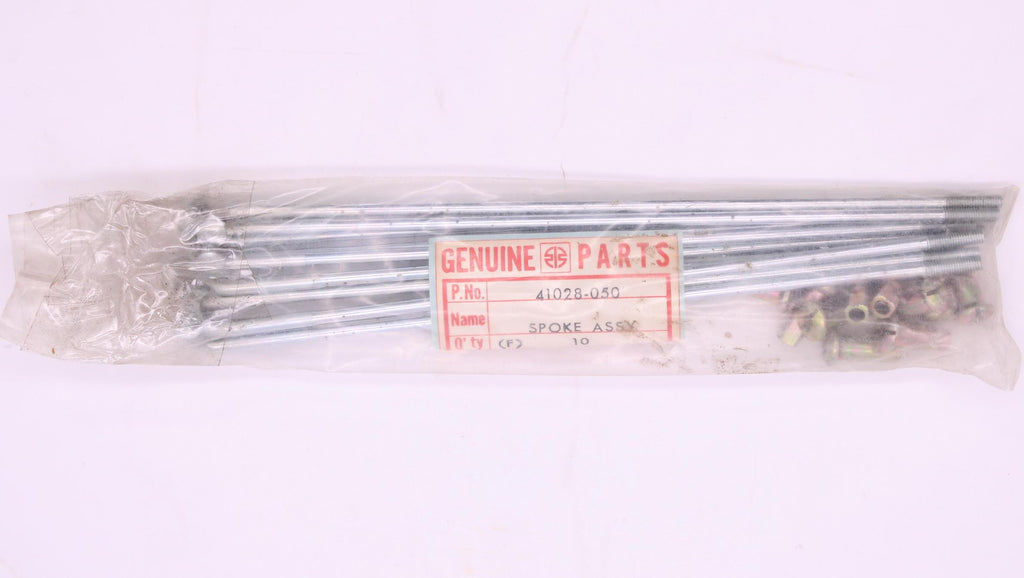 GENUINE PARTS
P.No. 41028-050
Name SPOKE ASSY
Q'ty (F) 10